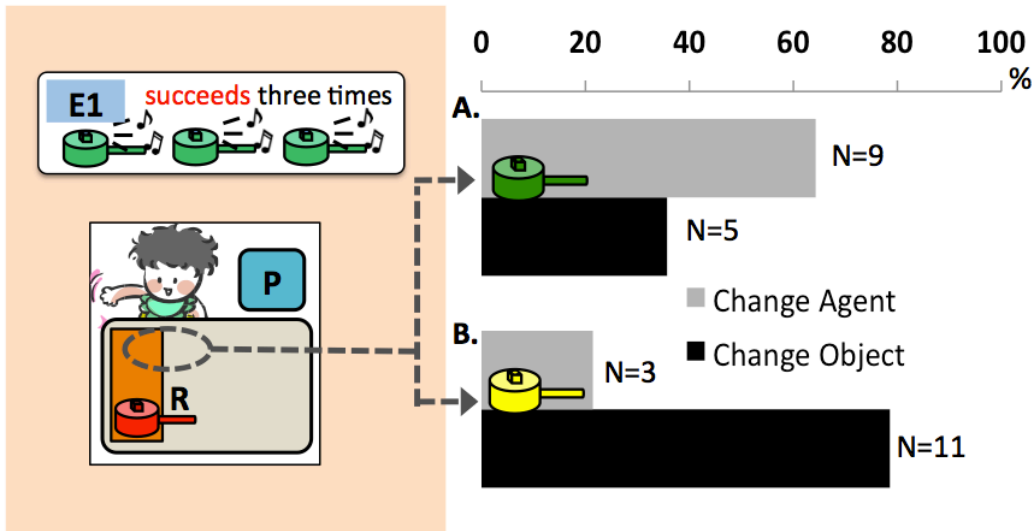 E1
succeeds three times
P
R
0 20 40 60 80 100
%
A.
N=9
N=5
Change Agent
Change Object
B.
N=3
N=11